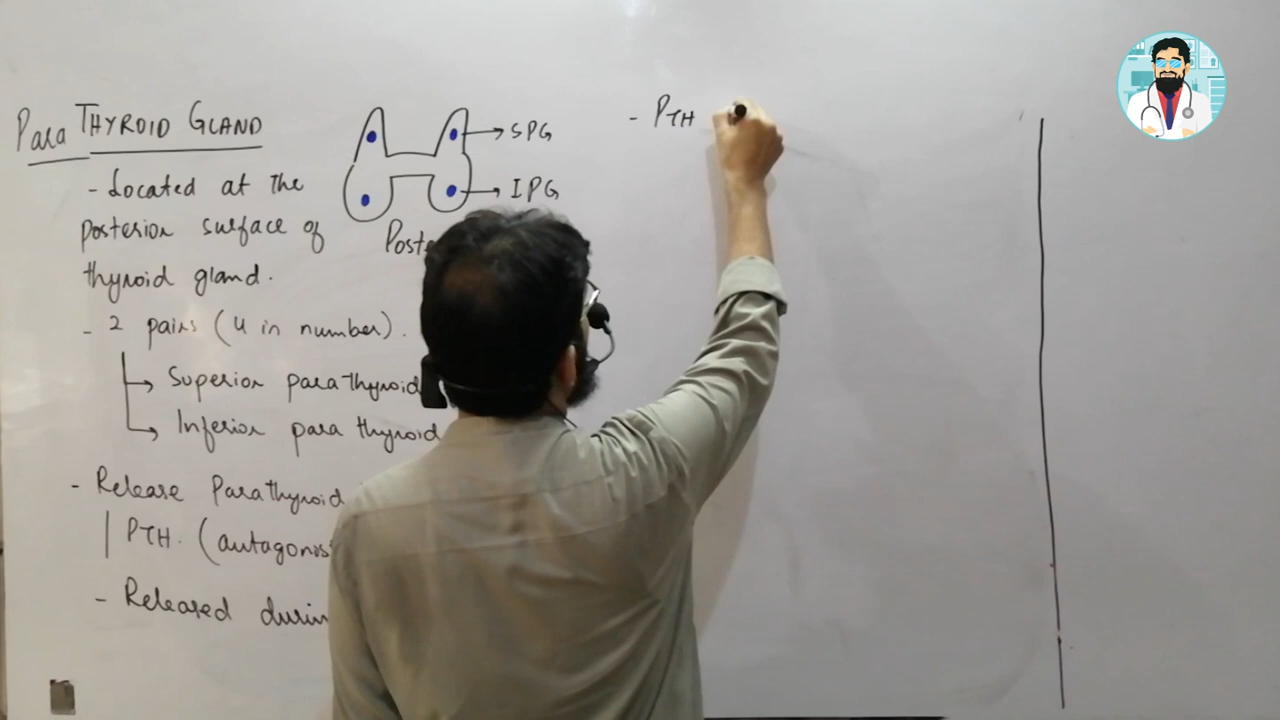 Para THYROID GLAND
- Located at the
posterior surface of
thyroid gland.
- 2 pairs (4 in number).
Superior parathyroid
Inferior para thyroid
- Release Parathyroid
PTH. (antagonis
- Released durin
SPG
IPG
Poste
- PTH